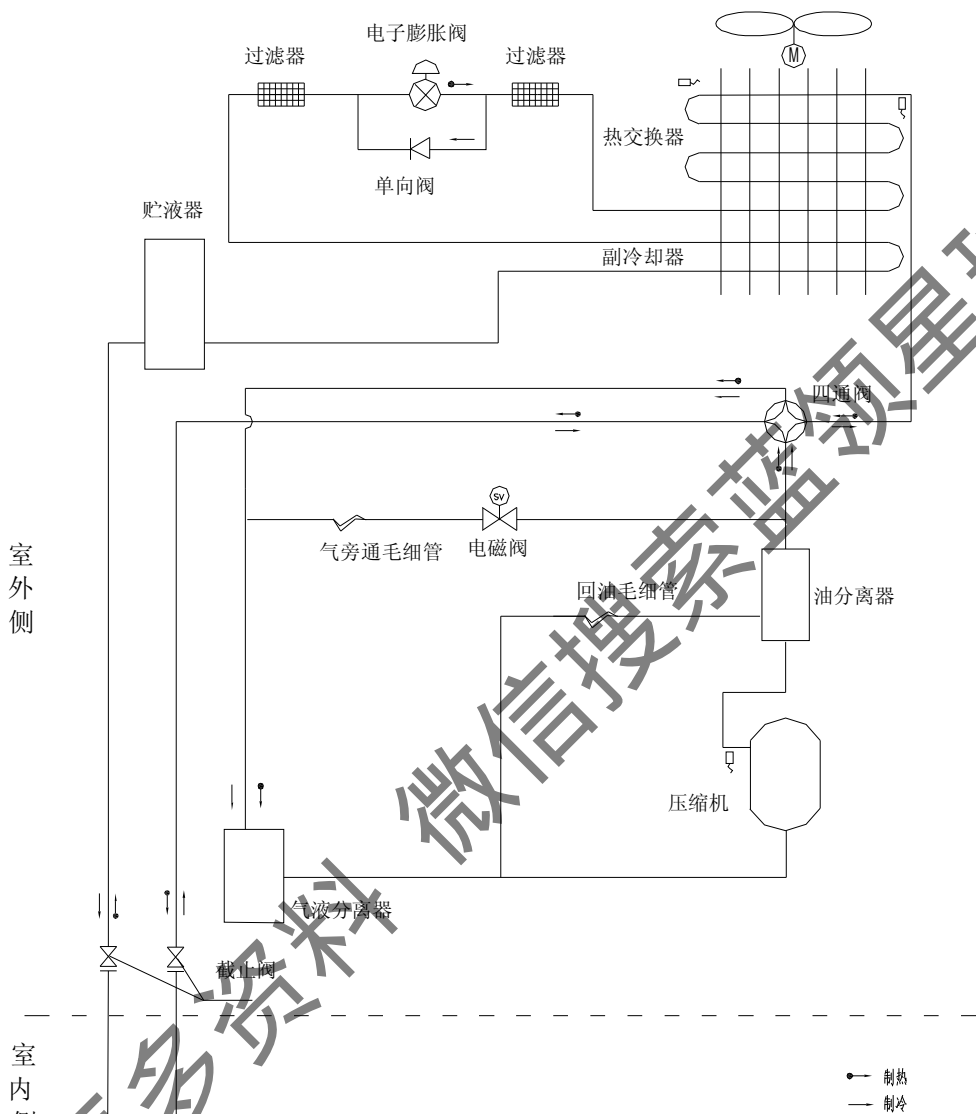 电子膨胀阀
过滤器
过滤器
M
热交换器
单向阀
贮液器
副冷却器
四通阀
SV
气旁通毛细管
电磁阀
室外侧
回油毛细管
油分离器
压缩机
气液分离器
截止阀
室内侧
制热
制冷
多资料 微信搜索蓝领星球